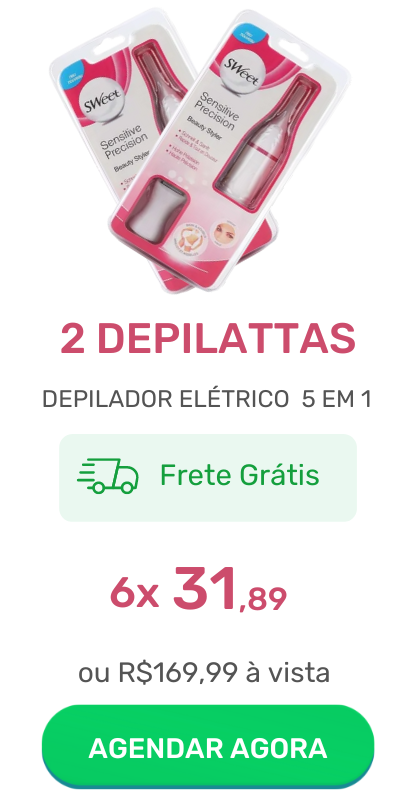 SWeet
Sensitive
Precision
Beauty Styler
SWeet
Sensitive
Precision
Beauty Styler
2 DEPILATTAS
DEPILADOR ELÉTRICO 5 EM 1
Frete Grátis
6x 31,89
ou R$169,99 à vista
AGENDAR AGORA